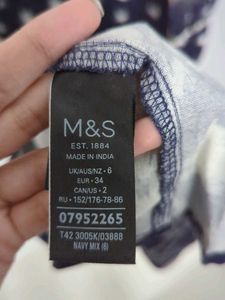 M&S
EST. 1884
MADE IN INDIA
UK/AUS/NZ • 6
EUR • 34
CAN/US • 2
RU • 152/176-78-86
07952265
T42 3005K/03888
NAVY MIX (6)